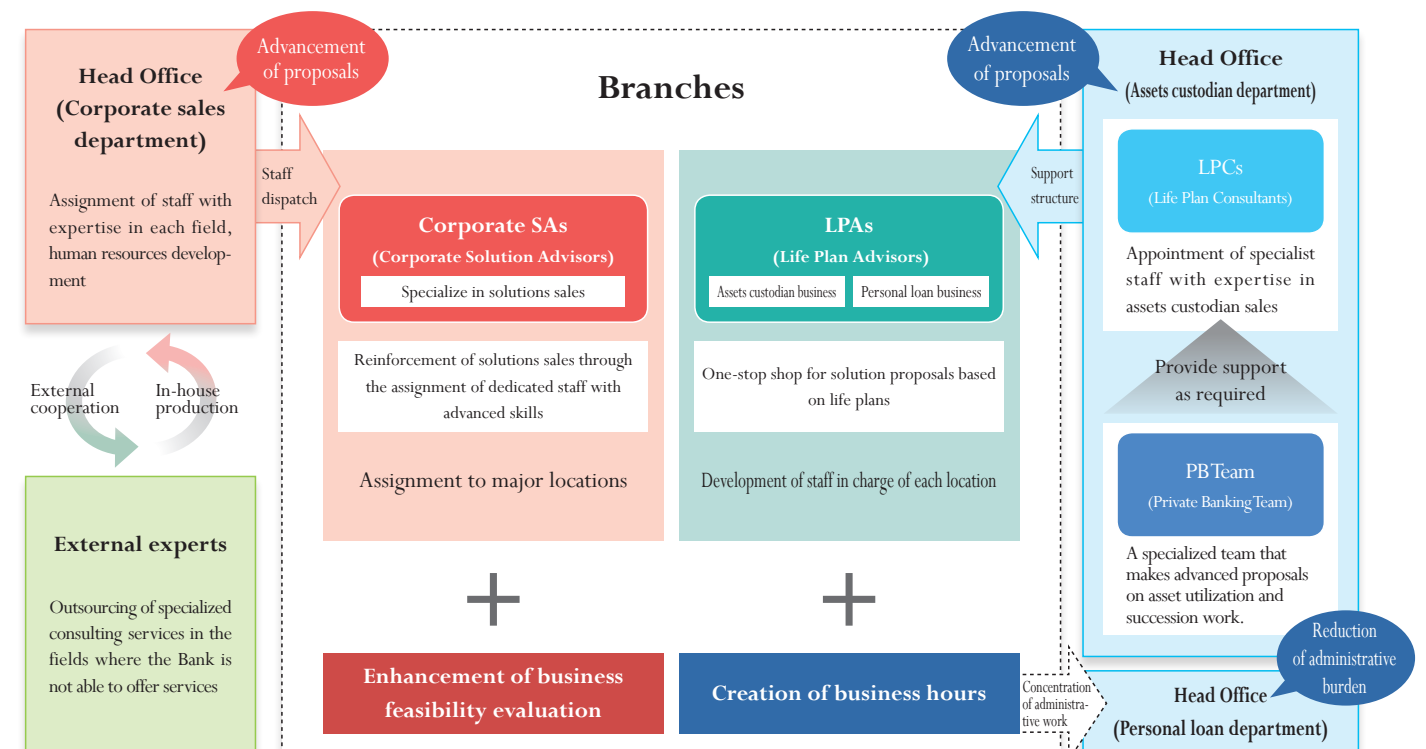 Advancement
of proposals
Head Office
(Corporate sales
department)
Assignment of staff with
expertise in each field,
human resources develop-
ment
Staff
dispatch
External
cooperation
In-house
production
External experts
Outsourcing of specialized
consulting services in the
fields where the Bank is
not able to offer services
Branches
Corporate SAs
(Corporate Solution Advisors)
Specialize in solutions sales
Reinforcement of solutions sales through
the assignment of dedicated staff with
advanced skills
Assignment to major locations
+
Enhancement of business
feasibility evaluation
LPAs
(Life Plan Advisors)
Assets custodian business
Personal loan business
One-stop shop for solution proposals based
on life plans
Development of staff in charge of each location
+
Creation of business hours
Advancement
of proposals
Support
structure
Head Office
(Assets custodian department)
LPCs
(Life Plan Consultants)
Appointment of specialist
staff with expertise in
assets custodian sales
Provide support
as required
PB Team
(Private Banking Team)
A specialized team that
makes advanced proposals
on asset utilization and
succession work.
Reduction
of administrative
burden
Concentration
of administra-
tive work
Head Office
(Personal loan department)